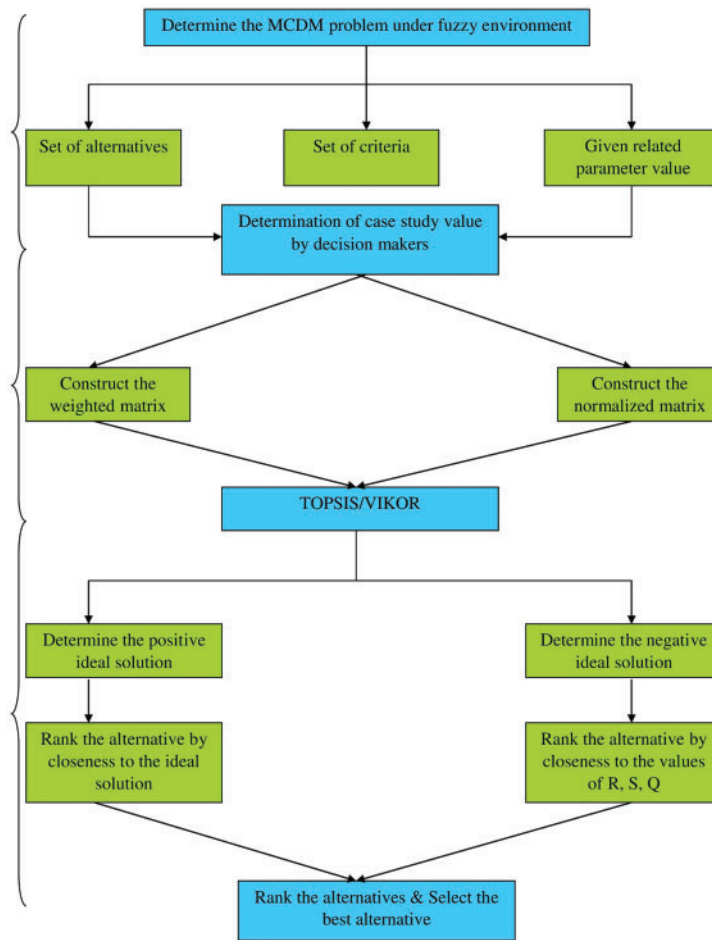 Determine the MCDM problem under fuzzy environment
Set of alternatives
Set of criteria
Given related
parameter value
Determination of case study value
by decision makers
Construct the
weighted matrix
Construct the
normalized matrix
TOPSIS/VIKOR
Determine the positive
ideal solution
Determine the negative
ideal solution
Rank the alternative by
closeness to the ideal
solution
Rank the alternative by
closeness to the values
of R, S, Q
Rank the alternatives & Select the
best alternative